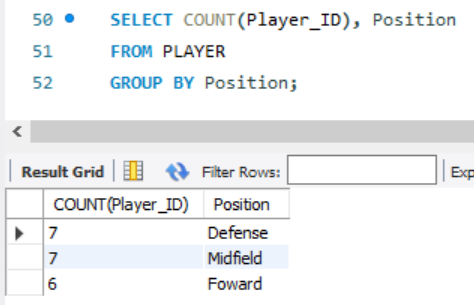 50 SELECT COUNT(Player_ID), Position
51 FROM PLAYER
52 GROUP BY Position;
Result Grid Filter Rows: Exp
COUNT(Player_ID) Position
7 Defense
7 Midfield
6 Foward